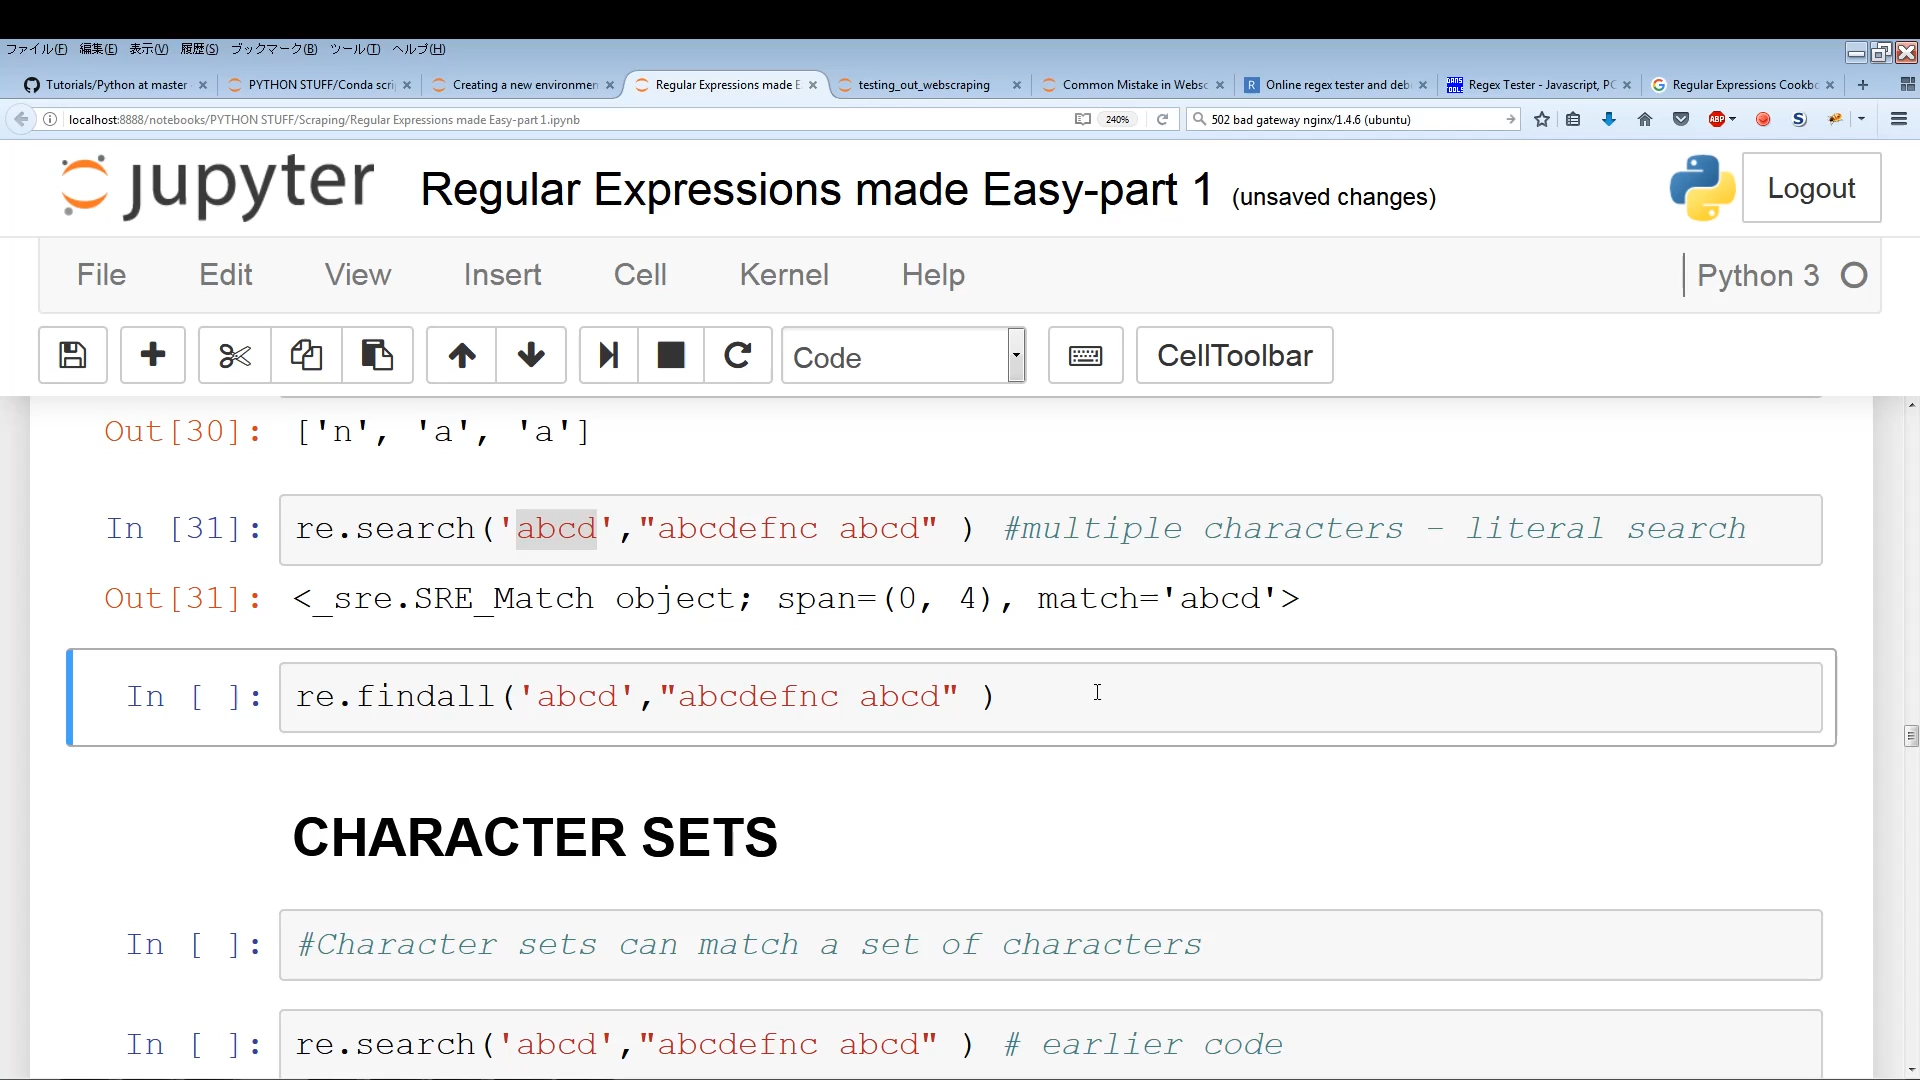 ファイル(F) 編集(E) 表示(V) 履歴(S) ブックマーク(B) ツール(T) ヘルプ(H)
Tutorials/Python at master PYTHON STUFF/Conda scri Creating a new environmen Regular Expressions made E testing_out_webscraping Common Mistake in Websc Online regex tester and deb Regex Tester - Javascript, PC Regular Expressions Cookbo
localhost:8888/notebooks/PYTHON STUFF/Scraping/Regular Expressions made Easy-part 1.ipynb 240% 502 bad gateway nginx/1.4.6 (ubuntu) ABP
jupyter Regular Expressions made Easy-part 1 (unsaved changes) Logout
File Edit View Insert Cell Kernel Help Python 3
Code CellToolbar
Out[30]: ['n', 'a', 'a']
In [31]: re.search('abcd',"abcdefnc abcd" ) #multiple characters - literal search
Out[31]: <_sre.SRE_Match object; span=(0, 4), match='abcd'>
In [ ]: re.findall('abcd',"abcdefnc abcd" )
CHARACTER SETS
In [ ]: #Character sets can match a set of characters
In [ ]: re.search('abcd',"abcdefnc abcd" ) # earlier code